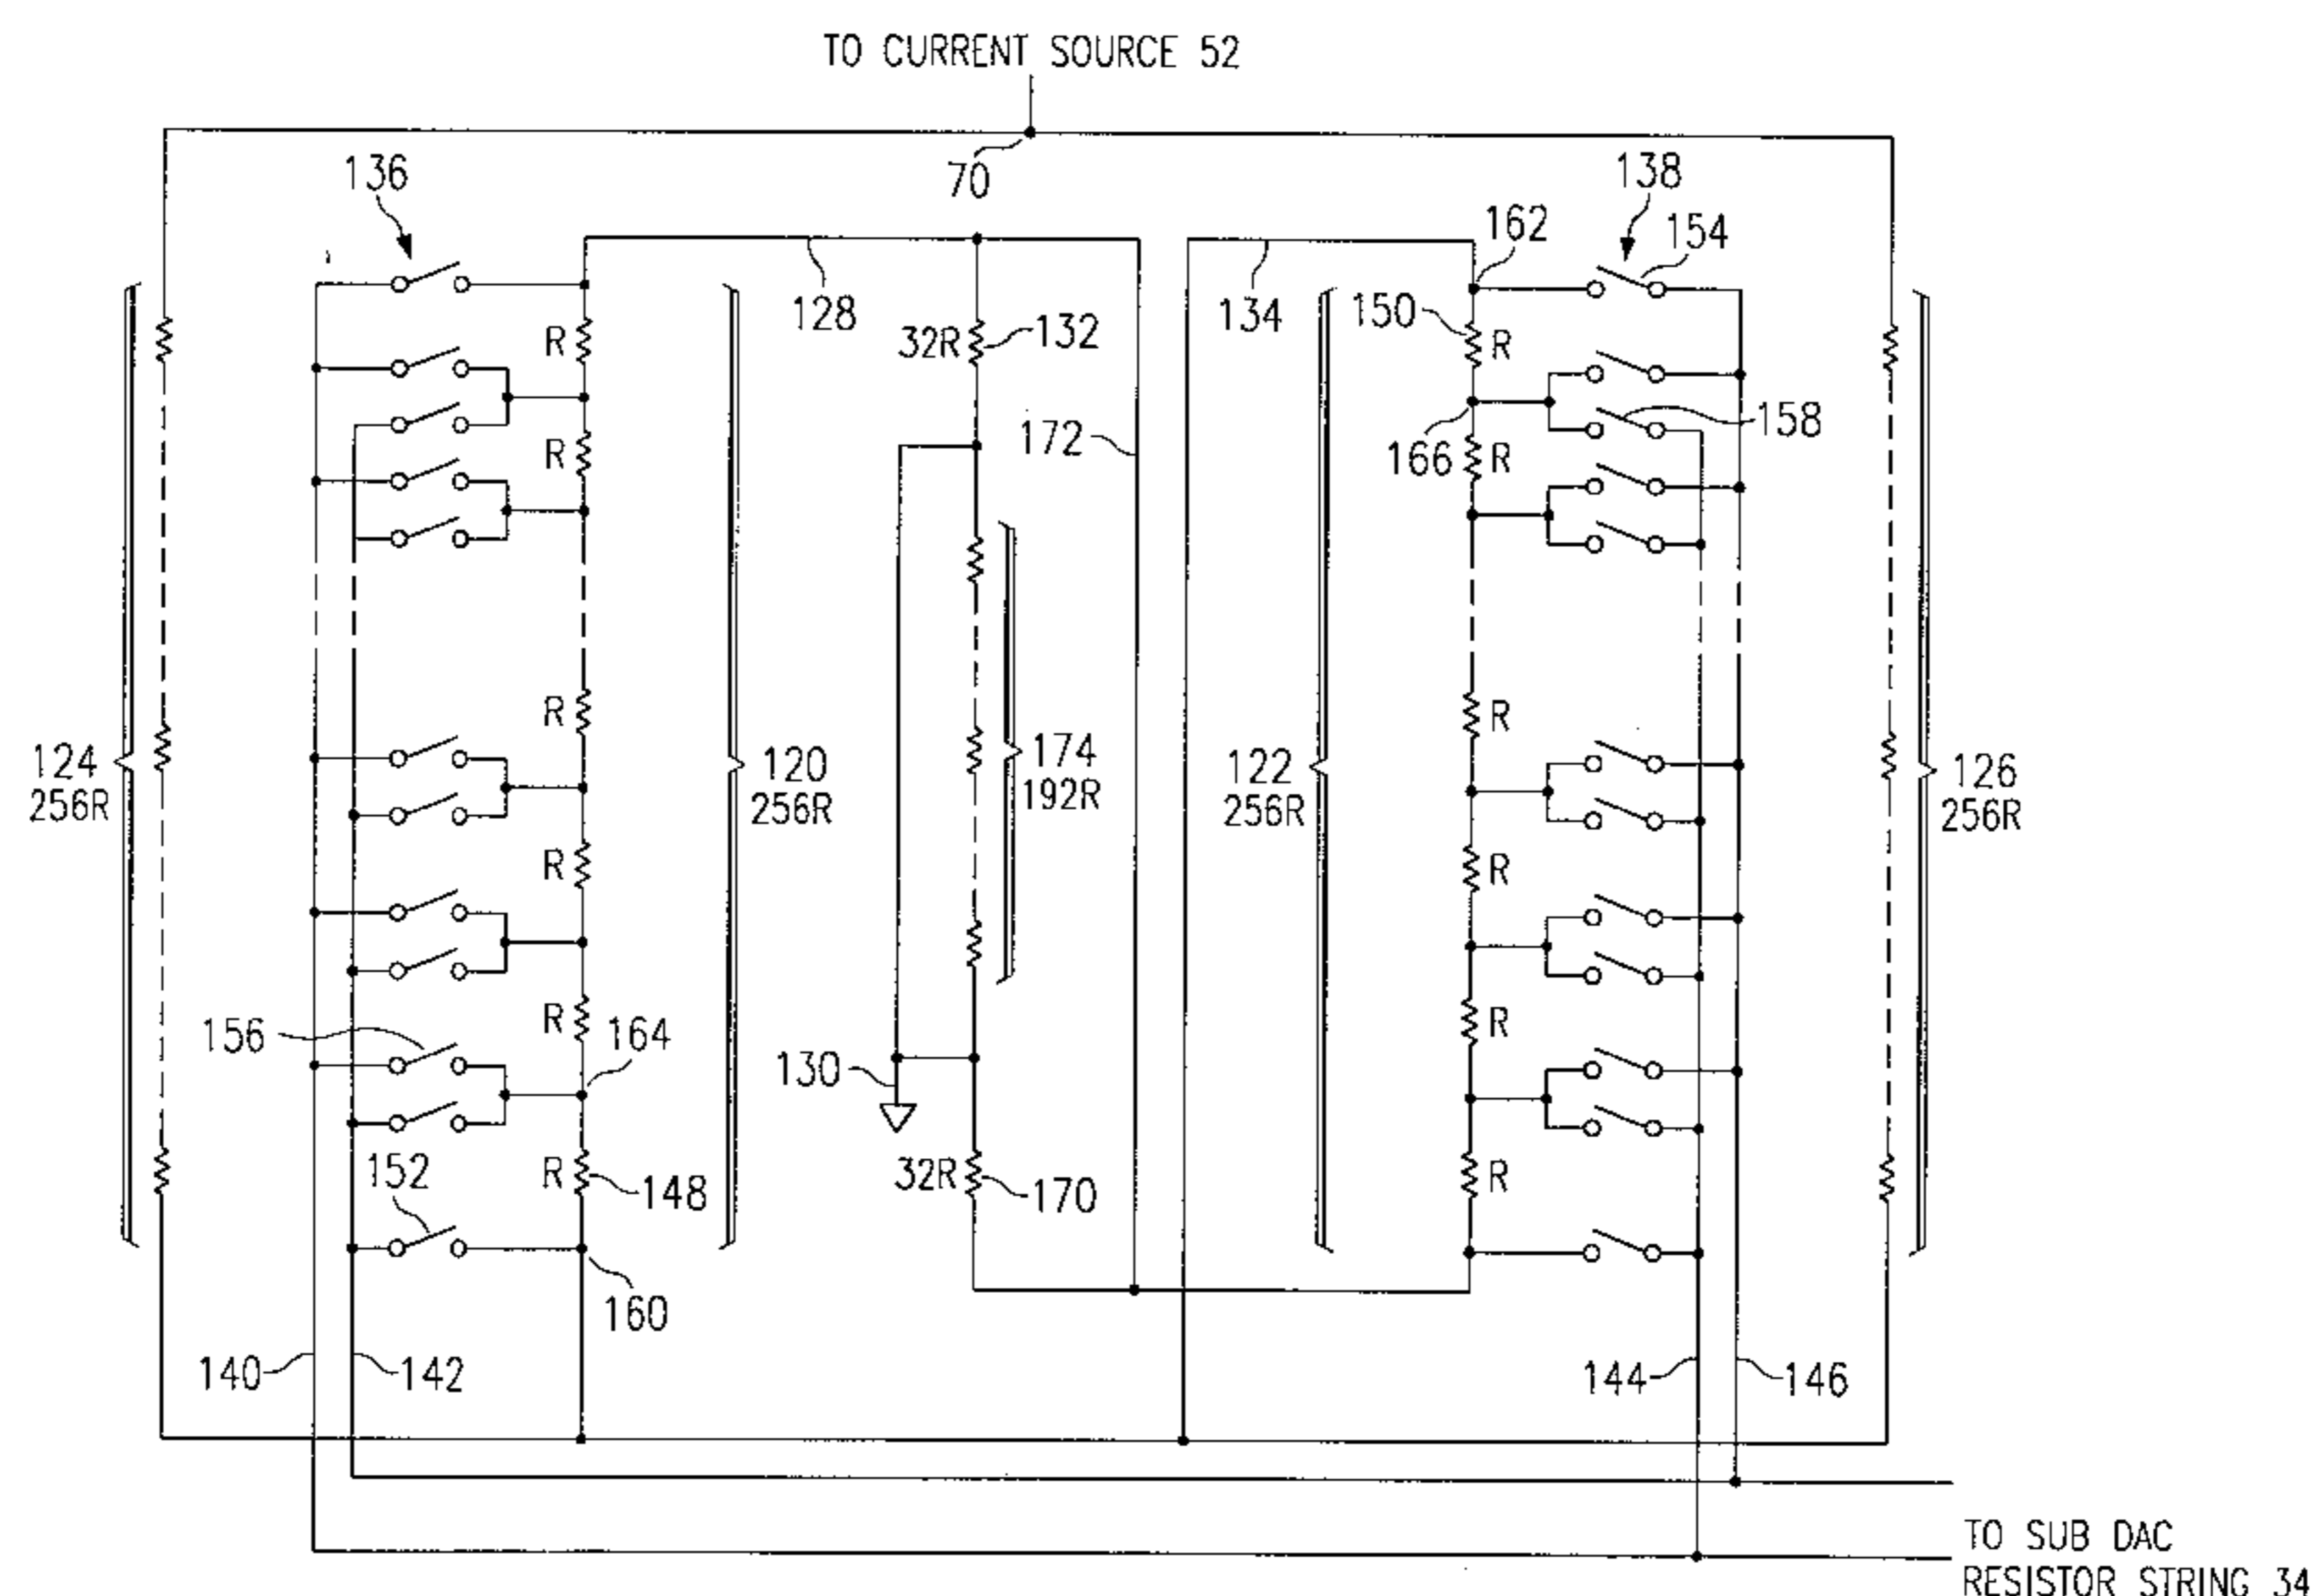 TO CURRENT SOURCE 52
70
136
138
154
162
128
134
150
R
32R
132
R
158
172
R
166
R
R
R
124
256R
120
256R
174
192R
122
256R
126
256R
R
R
156
R
164
R
130
152
R
148
32R
170
R
160
140
142
144
146
TO SUB DAC
RESISTOR STRING 34